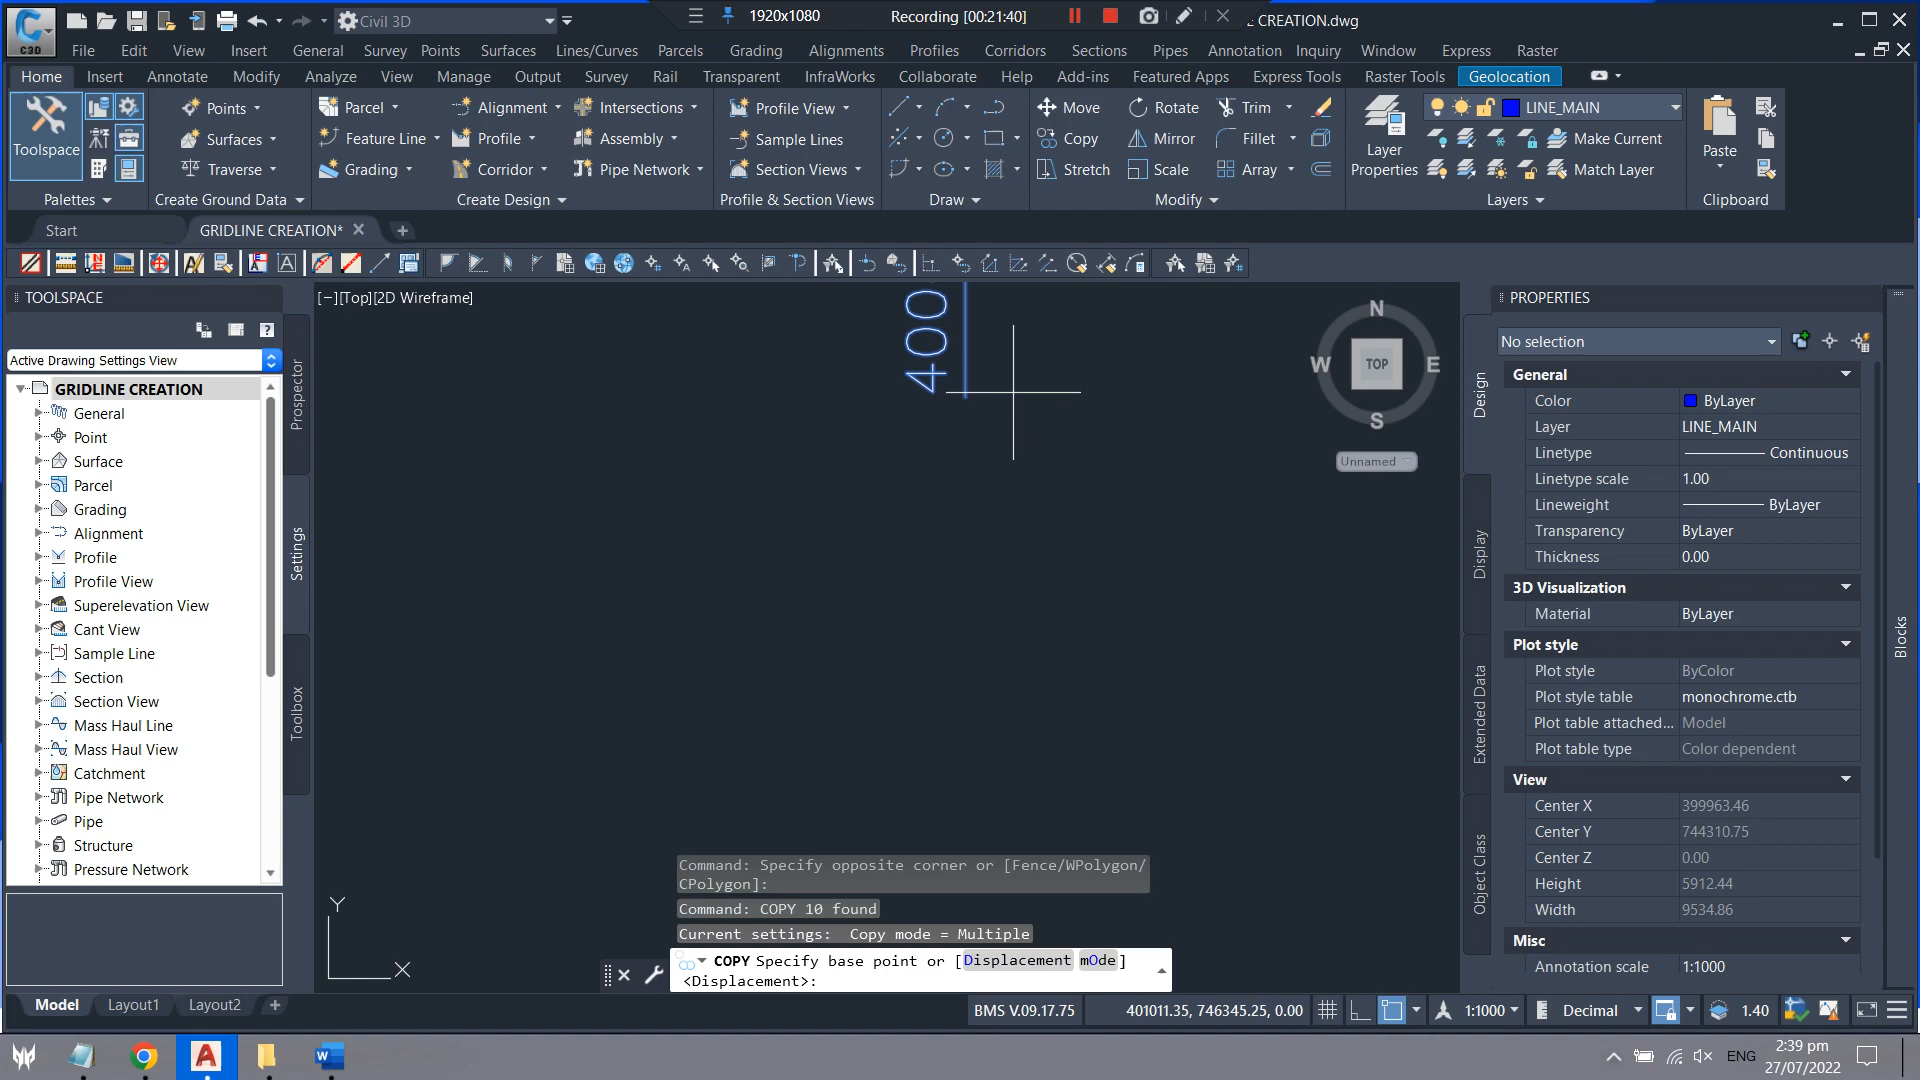 C3D
Civil 3D
1920x1080
Recording [00:21:40]
E CREATION.dwg
File Edit View Insert General Survey Points Surfaces Lines/Curves Parcels Grading Alignments Profiles Corridors Sections Pipes Annotation Inquiry Window Express Raster
Home Insert Annotate Modify Analyze View Manage Output Survey Rail Transparent InfraWorks Collaborate Help Add-ins Featured Apps Express Tools Raster Tools Geolocation
Points Parcel Alignment Intersections Profile View Move Rotate Trim LINE_MAIN
Surfaces Feature Line Profile Assembly Sample Lines Copy Mirror Fillet Make Current
Toolspace Layer Properties Paste
Traverse Grading Corridor Pipe Network Section Views Stretch Scale Array Match Layer
Palettes Create Ground Data Create Design Profile & Section Views Draw Modify Layers Clipboard
Start GRIDLINE CREATION*
TOOLSPACE
Active Drawing Settings View
GRIDLINE CREATION
General
Point
Surface
Parcel
Grading
Alignment
Profile
Profile View
Superelevation View
Cant View
Sample Line
Section
Section View
Mass Haul Line
Mass Haul View
Catchment
Pipe Network
Pipe
Structure
Pressure Network
Prospector
Settings
Toolbox
[−][Top][2D Wireframe]
400
N
W TOP E
S
Unnamed
Y
X
Command: Specify opposite corner or [Fence/WPolygon/
CPolygon]:
Command: COPY 10 found
Current settings:  Copy mode = Multiple
COPY Specify base point or [Displacement mOde]
<Displacement>:
PROPERTIES
No selection
General
Color ByLayer
Layer LINE_MAIN
Linetype Continuous
Linetype scale 1.00
Lineweight ByLayer
Transparency ByLayer
Thickness 0.00
3D Visualization
Material ByLayer
Plot style
Plot style ByColor
Plot style table monochrome.ctb
Plot table attached... Model
Plot table type Color dependent
View
Center X 399963.46
Center Y 744310.75
Center Z 0.00
Height 5912.44
Width 9534.86
Misc
Annotation scale 1:1000
Design
Display
Extended Data
Object Class
Blocks
Model Layout1 Layout2
BMS V.09.17.75 401011.35, 746345.25, 0.00 1:1000 Decimal 1.40
ENG
2:39 pm
27/07/2022